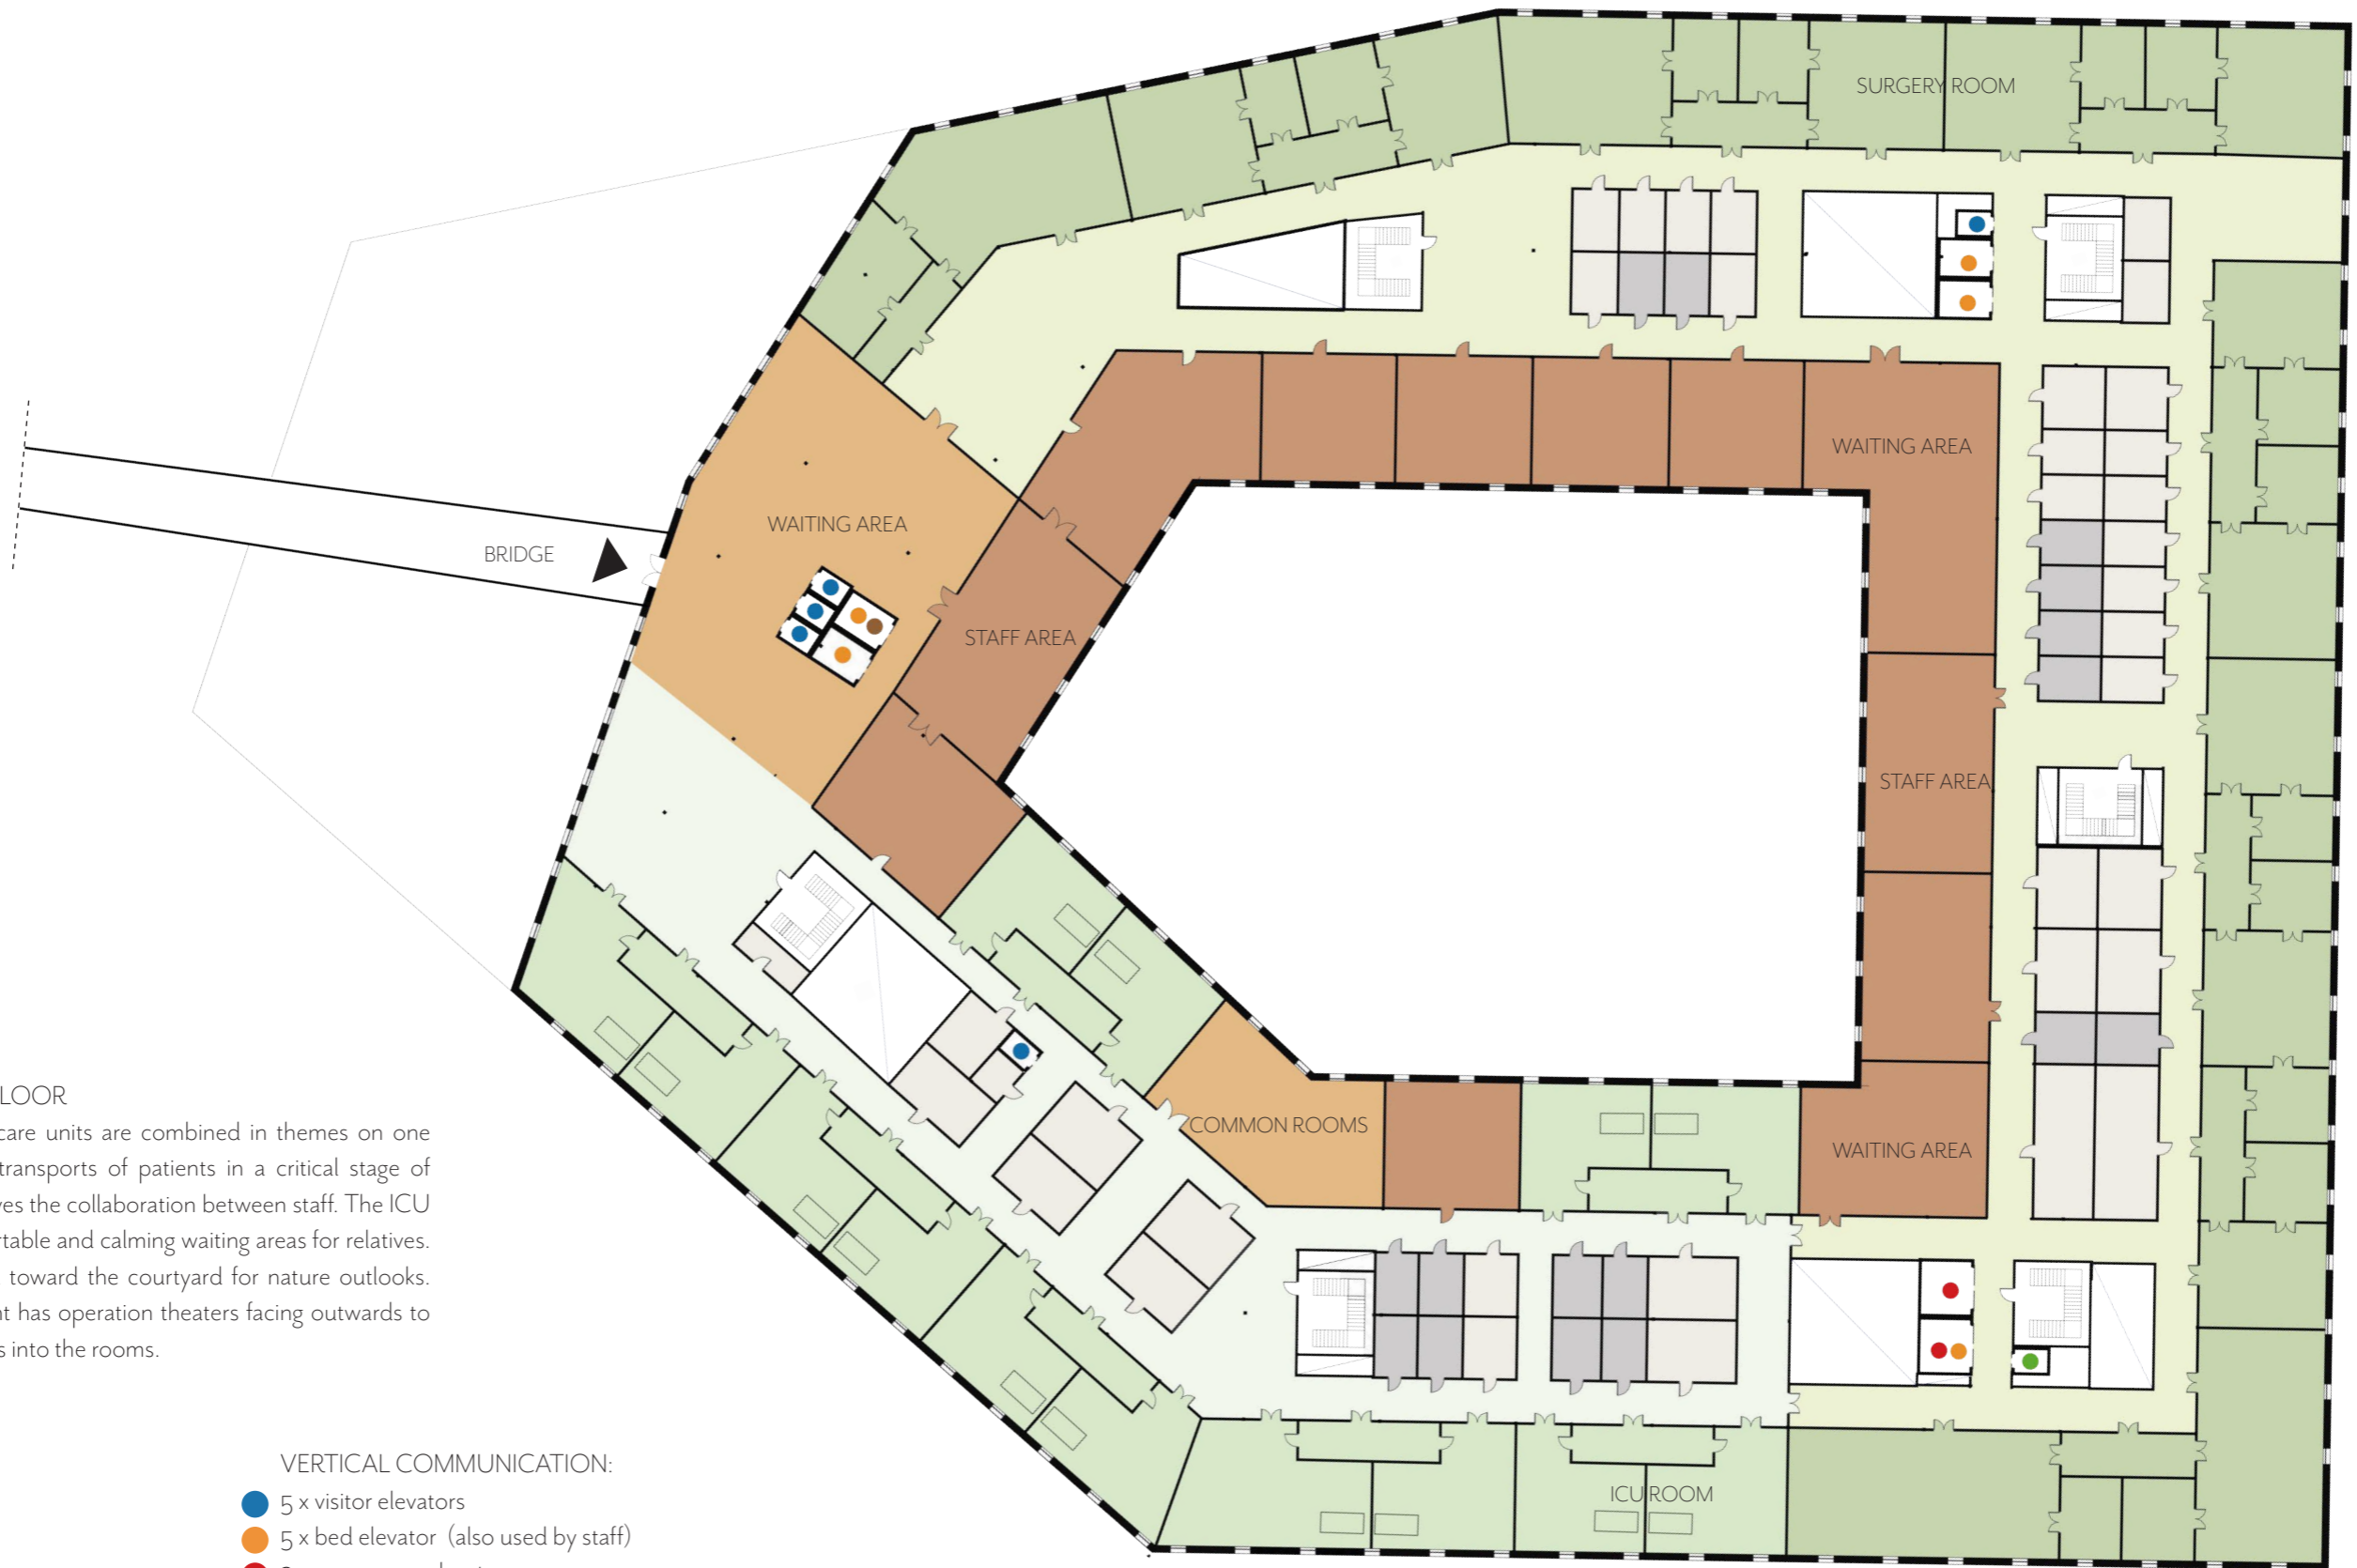 SURGERY ROOM
WAITING AREA
WAITING AREA
BRIDGE
STAFF AREA
STAFF AREA
COMMON ROOMS
WAITING AREA
ICU ROOM
care units are combined in themes on one
transports of patients in a critical stage of
the collaboration between staff. The ICU
and calming waiting areas for relatives.
toward the courtyard for nature outlooks.
has operation theaters facing outwards to
into the rooms.
VERTICAL COMMUNICATION:
5 x visitor elevators
5 x bed elevator (also used by staff)